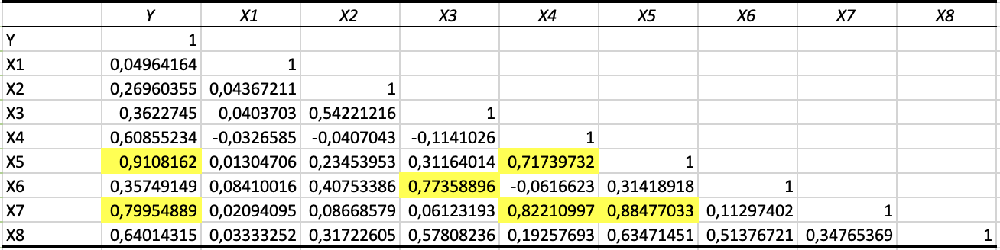 Y X1 X2 X3 X4 X5 X6 X7 X8
Y 1
X1 0,04964164 1
X2 0,26960355 0,04367211 1
X3 0,3622745 0,0403703 0,54221216 1
X4 0,60855234 -0,0326585 -0,0407043 -0,1141026 1
X5 0,9108162 0,01304706 0,23453953 0,31164014 0,71739732 1
X6 0,35749149 0,08410016 0,40753386 0,77358896 -0,0616623 0,31418918 1
X7 0,79954889 0,02094095 0,08668579 0,06123193 0,82210997 0,88477033 0,11297402 1
X8 0,64014315 0,03333252 0,31722605 0,57808236 0,19257693 0,63471451 0,51376721 0,34765369 1